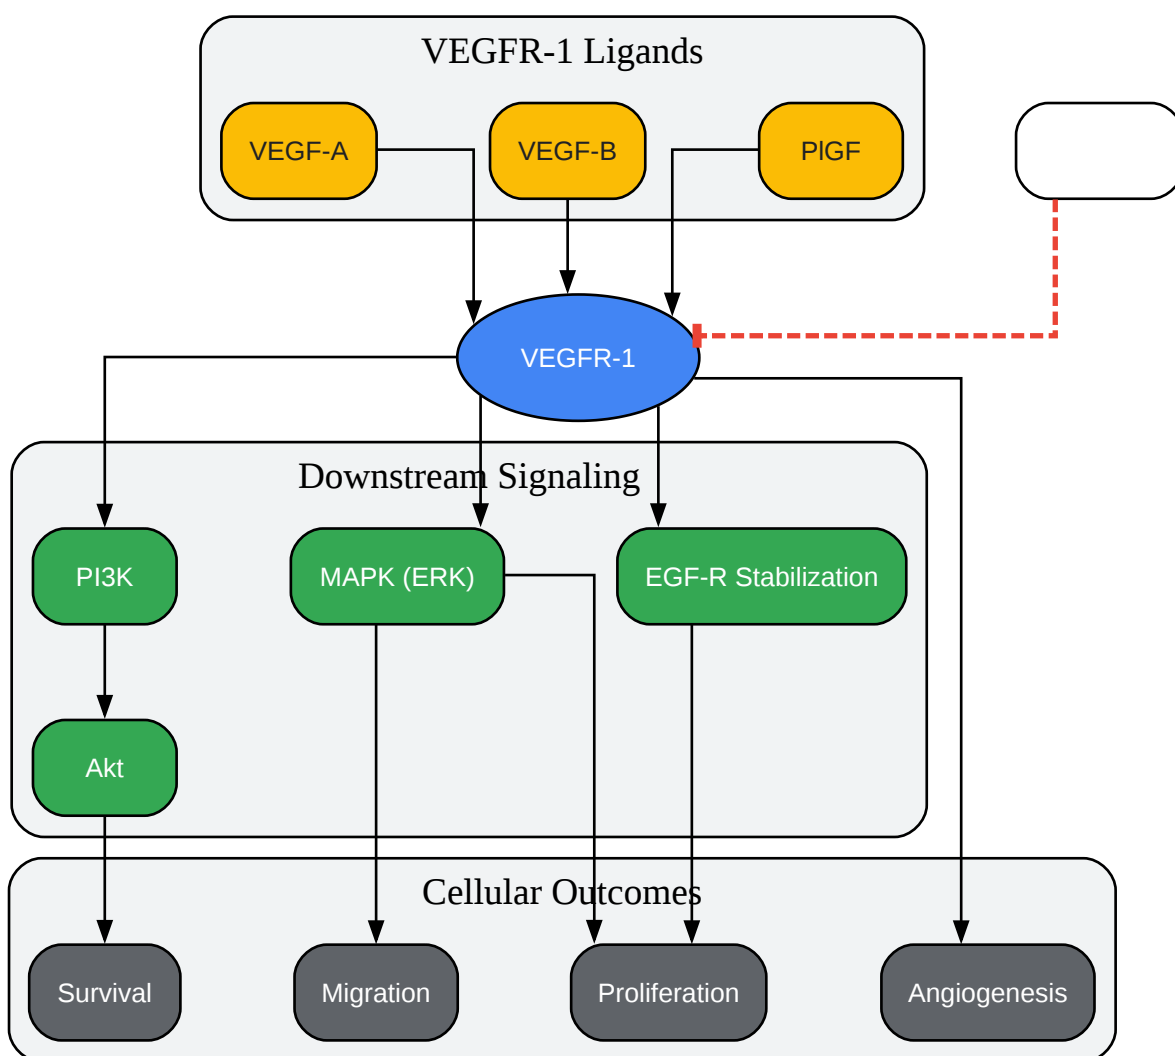 VEGFR-1 Ligands
VEGF-A
VEGF-B
PlGF
VEGFR-1
Downstream Signaling
PI3K
MAPK (ERK)
EGF-R Stabilization
Akt
Cellular Outcomes
Survival
Migration
Proliferation
Angiogenesis